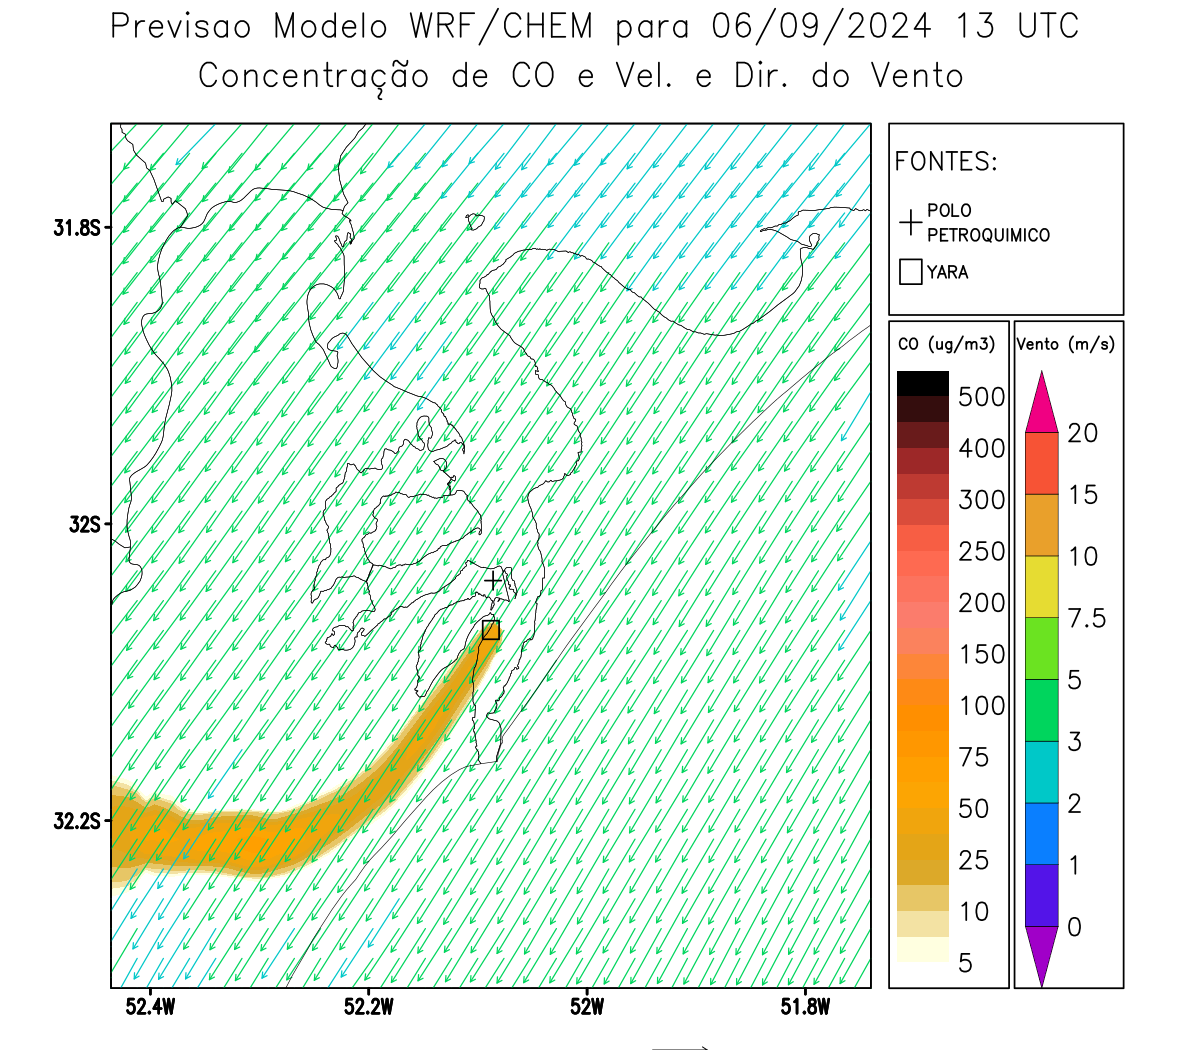 Previsao Modelo WRF/CHEM para 06/09/2024 13 UTC
Concentração de CO e Vel. e Dir. do Vento
FONTES:
POLO
PETROQUIMICO
YARA
31.8S
32S
32.2S
52.4W
52.2W
52W
51.8W
CO (ug/m3)
500
400
300
250
200
150
100
75
50
25
10
5
Vento (m/s)
20
15
10
7.5
5
3
2
1
0